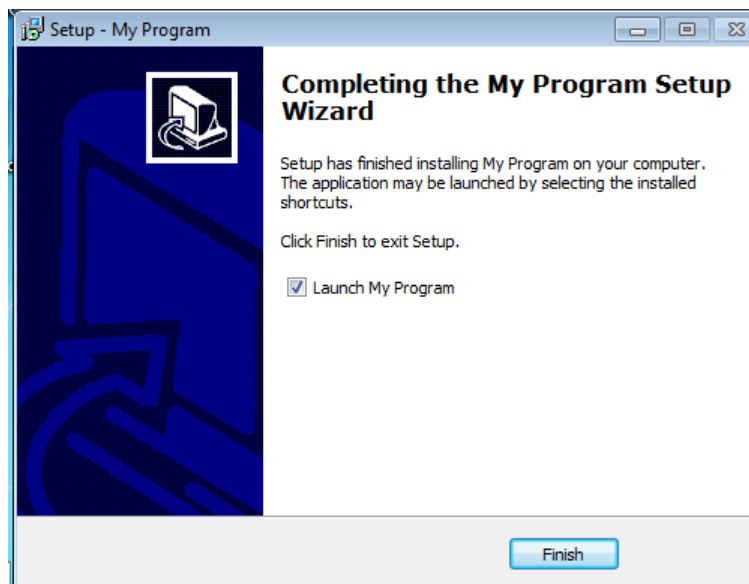 Setup - My Program
Completing the My Program Setup
Wizard
Setup has finished installing My Program on your computer.
The application may be launched by selecting the installed
shortcuts.
Click Finish to exit Setup.
Launch My Program
Finish